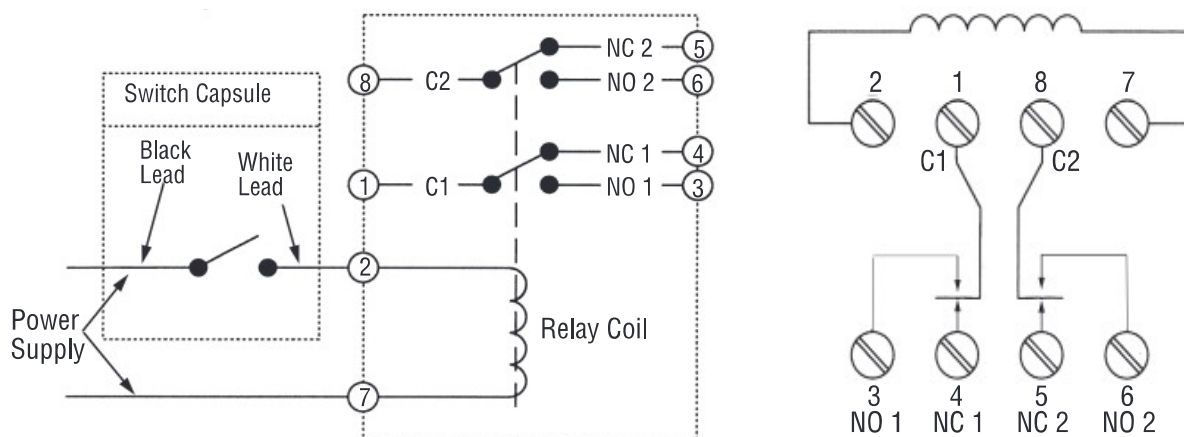 Switch Capsule
Black
Lead
White
Lead
Power
Supply
8
C2
NC 2
5
NO 2
6
1
C1
NC 1
4
NO 1
3
2
Relay Coil
7
2
1
8
7
C1
C2
3
4
5
6
NO 1
NC 1
NC 2
NO 2